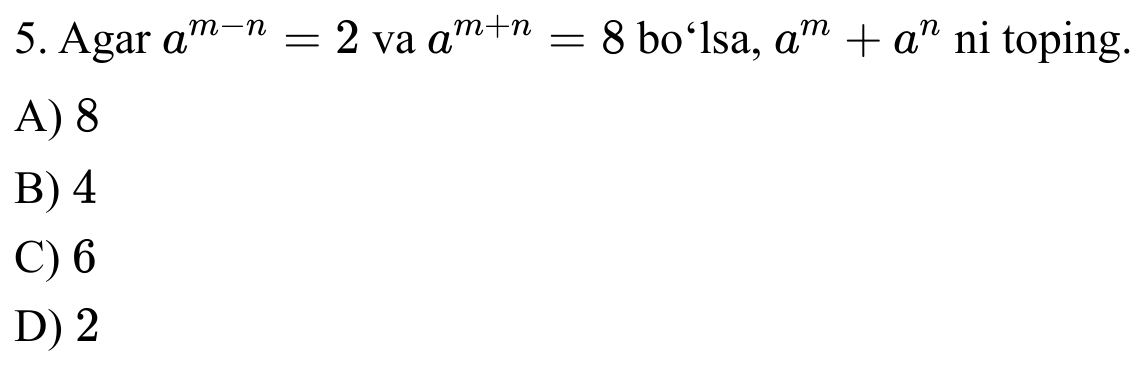 5. Agar $a^{m-n} = 2$ va $a^{m+n} = 8$ bo‘lsa, $a^m + a^n$ ni toping.
A) 8
B) 4
C) 6
D) 2